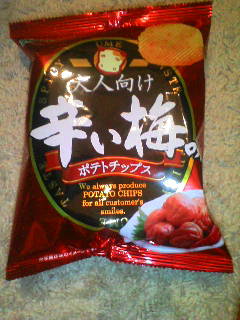 UME
大人向け
辛い梅。
ポテトチップス
We always produce
POTATO CHIPS
for all customer's
smiles.